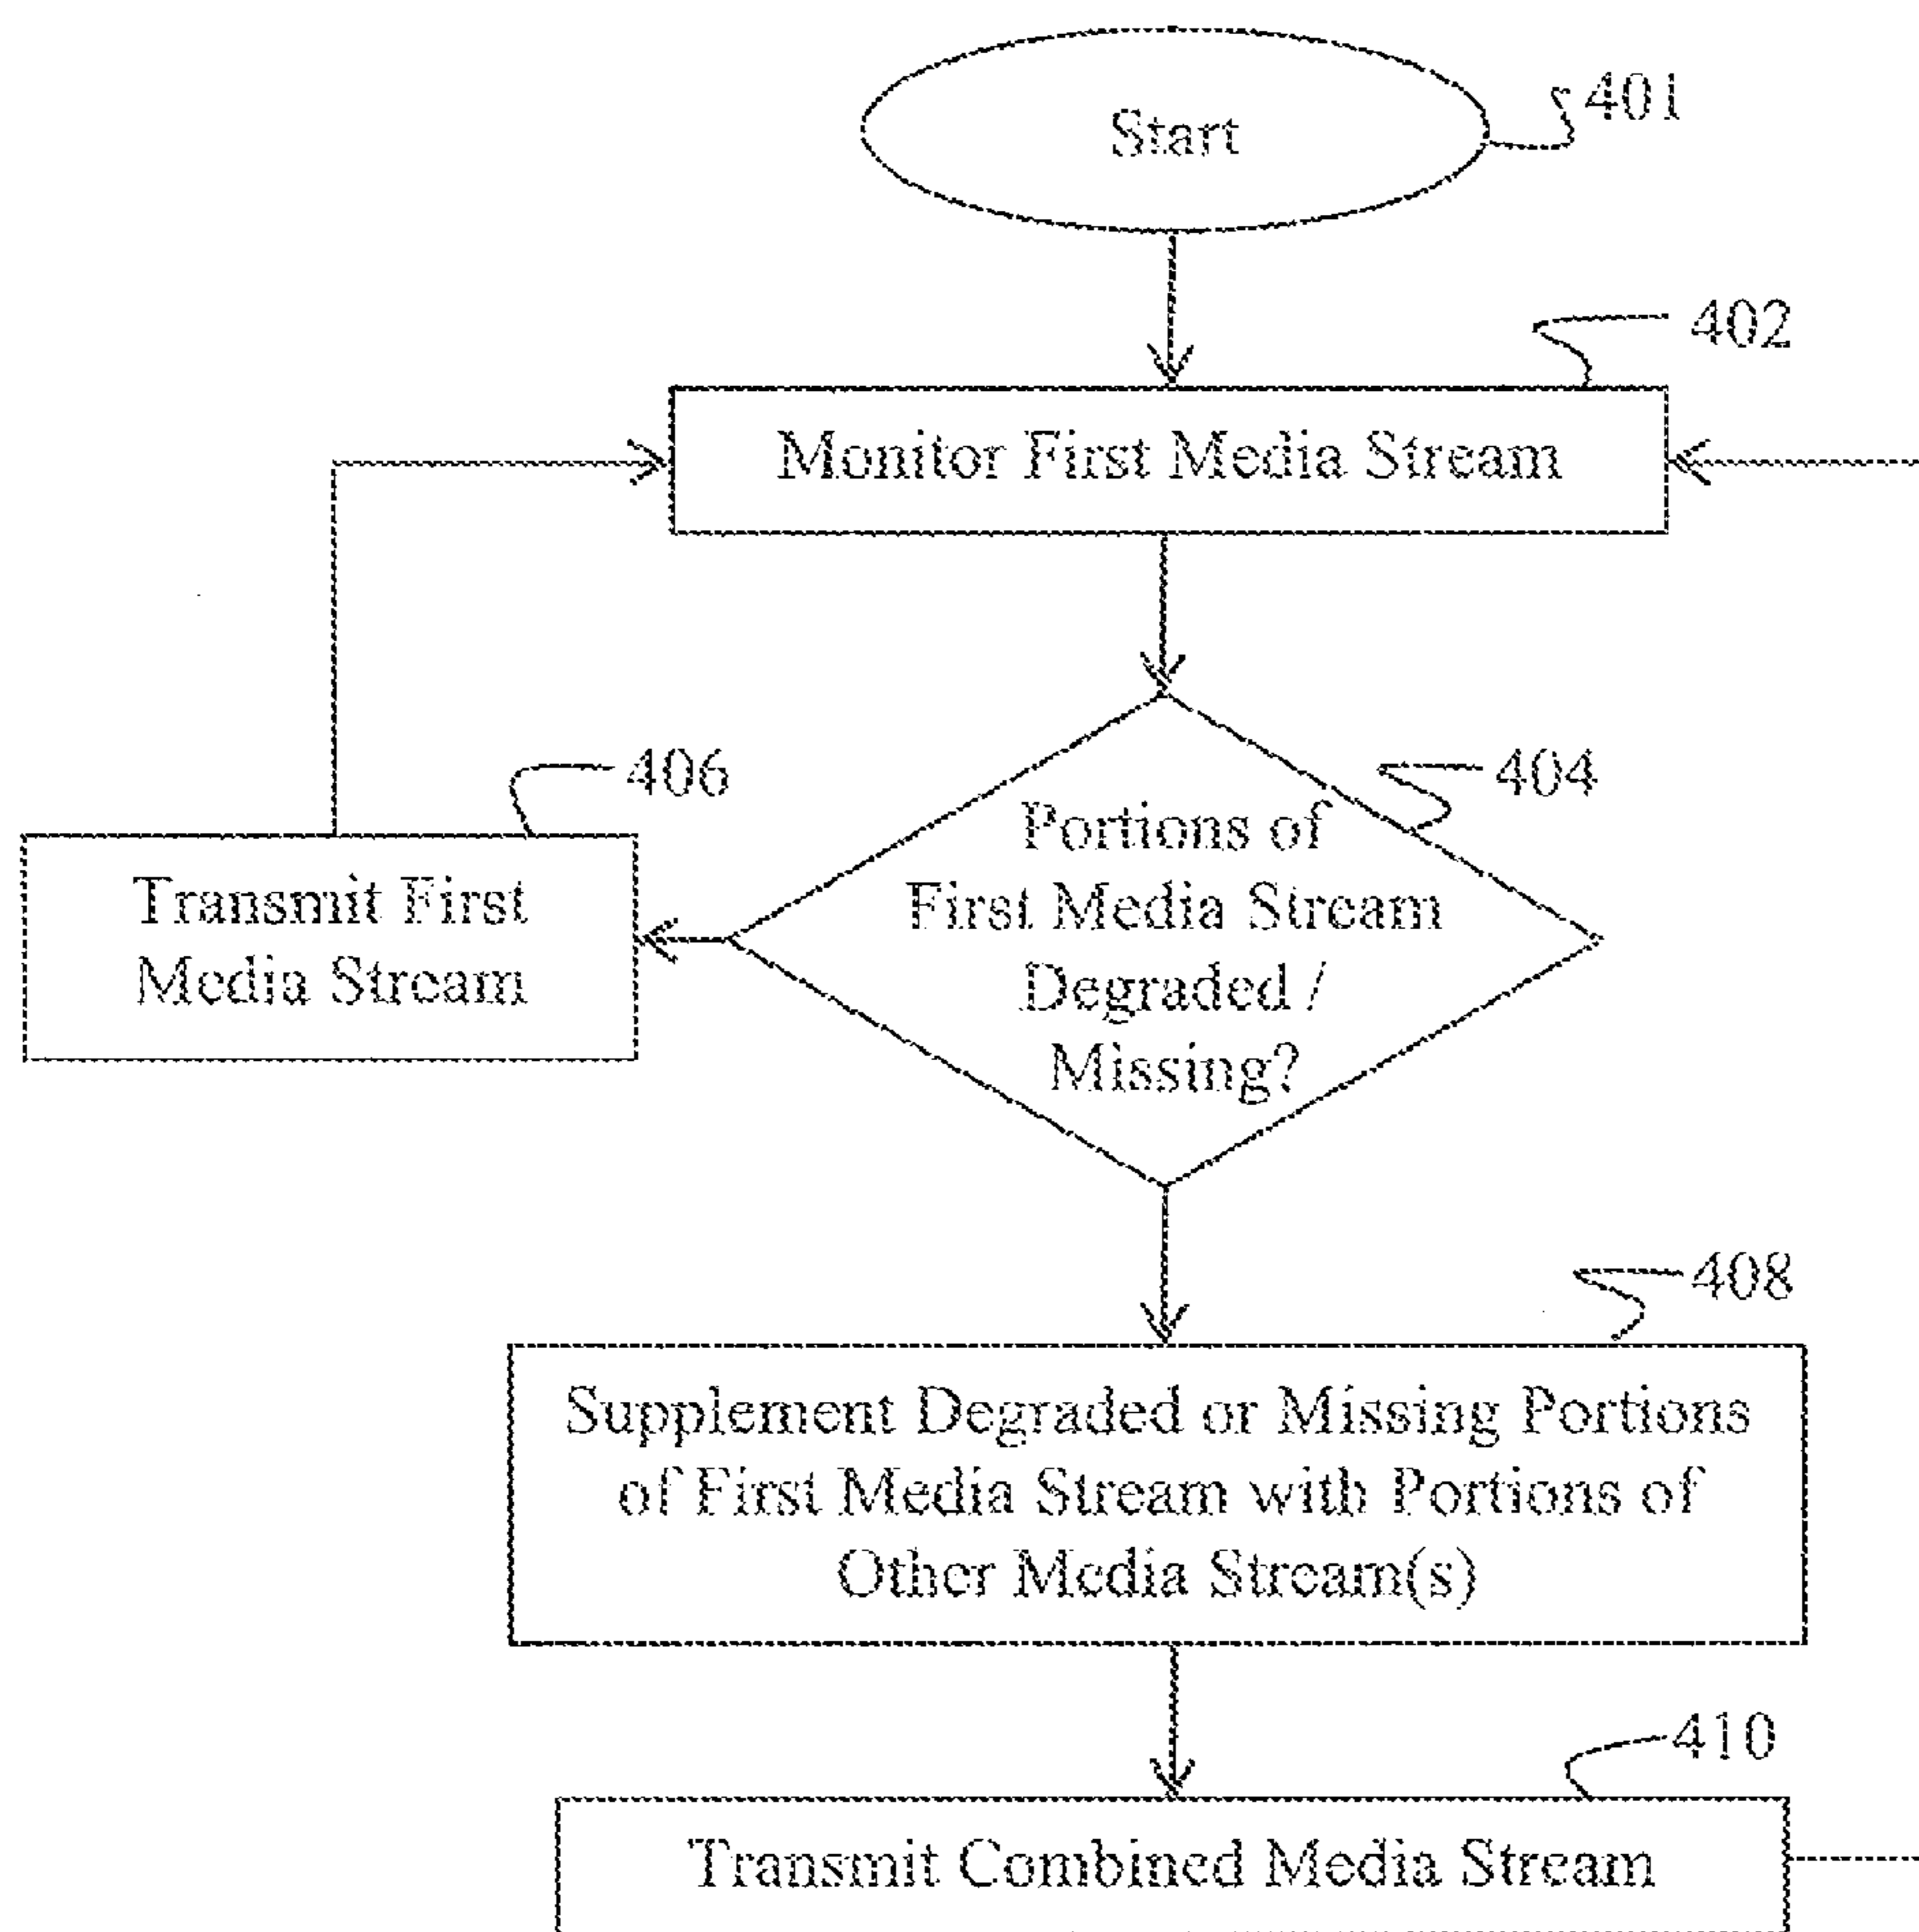 Start
401
402
Monitor First Media Stream
406
404
Transmit First
Media Stream
Portions of
First Media Stream
Degraded /
Missing?
408
Supplement Degraded or Missing Portions
of First Media Stream with Portions of
Other Media Stream(s)
410
Transmit Combined Media Stream